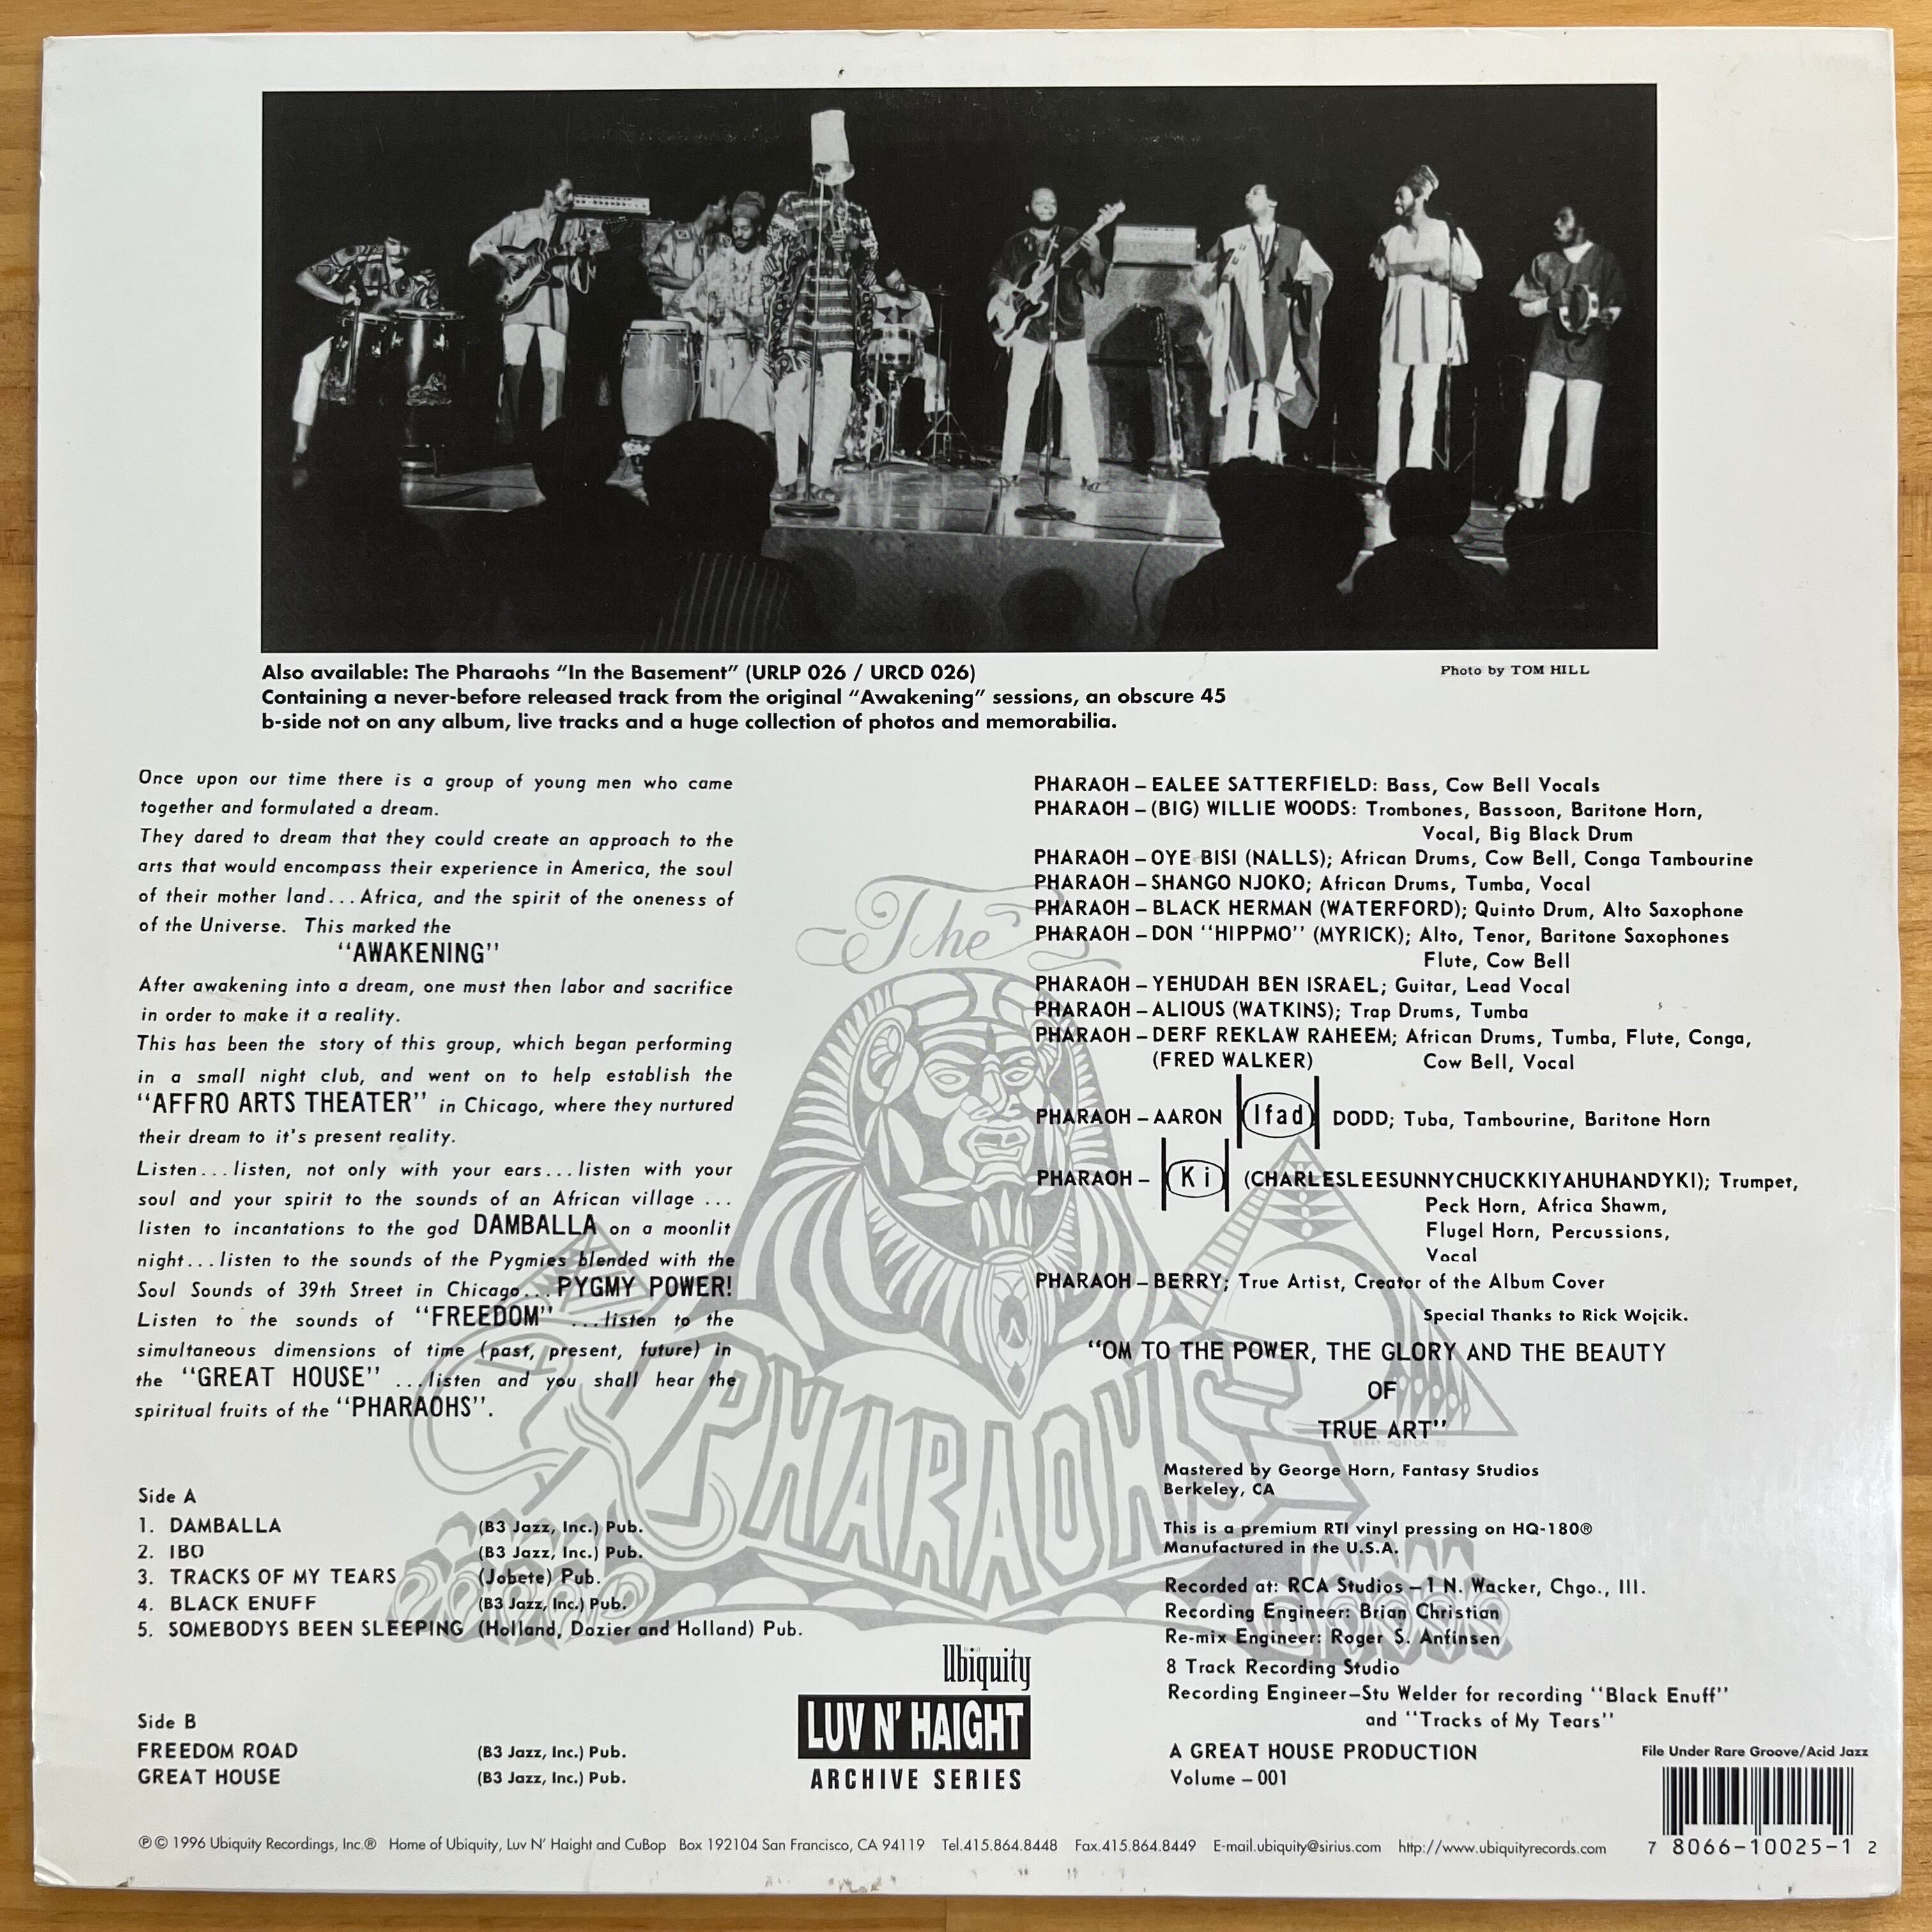 Also available: The Pharaohs “In the Basement” (URLP 026 / URCD 026)
Containing a never-before released track from the original “Awakening” sessions, an obscure 45
b-side not on any album, live tracks and a huge collection of photos and memorabilia.
Photo by TOM HILL
Once upon our time there is a group of young men who came
together and formulated a dream.
They dared to dream that they could create an approach to the
arts that would encompass their experience in America, the soul
of their mother land...Africa, and the spirit of the oneness of
of the Universe. This marked the
“AWAKENING”
After awakening into a dream, one must then labor and sacrifice
in order to make it a reality.
This has been the story of this group, which began performing
in a small night club, and went on to help establish the
“AFFRO ARTS THEATER” in Chicago, where they nurtured
their dream to it's present reality.
Listen...listen, not only with your ears...listen with your
soul and your spirit to the sounds of an African village ...
listen to incantations to the god DAMBALLA on a moonlit
night...listen to the sounds of the Pygmies blended with the
Soul Sounds of 39th Street in Chicago...PYGMY POWER!
Listen to the sounds of “FREEDOM” ...listen to the
simultaneous dimensions of time (past, present, future) in
the “GREAT HOUSE” ...listen and you shall hear the
spiritual fruits of the “PHARAOHS”.
PHARAOH – EALEE SATTERFIELD: Bass, Cow Bell Vocals
PHARAOH – (BIG) WILLIE WOODS: Trombones, Bassoon, Baritone Horn,
Vocal, Big Black Drum
PHARAOH – OYE BISI (NALLS); African Drums, Cow Bell, Conga Tambourine
PHARAOH – SHANGO NJOKO; African Drums, Tumba, Vocal
PHARAOH – BLACK HERMAN (WATERFORD); Quinto Drum, Alto Saxophone
PHARAOH – DON “HIPPMO” (MYRICK); Alto, Tenor, Baritone Saxophones
Flute, Cow Bell
PHARAOH – YEHUDAH BEN ISRAEL; Guitar, Lead Vocal
PHARAOH – ALIOUS (WATKINS); Trap Drums, Tumba
PHARAOH – DERF REKLAW RAHEEM; African Drums, Tumba, Flute, Conga,
(FRED WALKER) Cow Bell, Vocal
PHARAOH – AARON Ifad DODD; Tuba, Tambourine, Baritone Horn
PHARAOH – Ki (CHARLESLEESUNNYCHUCKKIYAHUHANDYKI); Trumpet,
Peck Horn, Africa Shawm,
Flugel Horn, Percussions,
Vocal
PHARAOH – BERRY; True Artist, Creator of the Album Cover
Special Thanks to Rick Wojcik.
“OM TO THE POWER, THE GLORY AND THE BEAUTY
OF
TRUE ART”
The
PHARAOHS
BERRY HORTON 70
Side A
1. DAMBALLA (B3 Jazz, Inc.) Pub.
2. IBO (B3 Jazz, Inc.) Pub.
3. TRACKS OF MY TEARS (Jobete) Pub.
4. BLACK ENUFF (B3 Jazz, Inc.) Pub.
5. SOMEBODYS BEEN SLEEPING (Holland, Dozier and Holland) Pub.
Side B
FREEDOM ROAD (B3 Jazz, Inc.) Pub.
GREAT HOUSE (B3 Jazz, Inc.) Pub.
Ubiquity
LUV N' HAIGHT
ARCHIVE SERIES
Mastered by George Horn, Fantasy Studios
Berkeley, CA
This is a premium RTI vinyl pressing on HQ-180®
Manufactured in the U.S.A.
Recorded at: RCA Studios – 1 N. Wacker, Chgo., Ill.
Recording Engineer: Brian Christian
Re-mix Engineer: Roger S. Anfinsen
8 Track Recording Studio
Recording Engineer–Stu Welder for recording “Black Enuff”
and “Tracks of My Tears”
A GREAT HOUSE PRODUCTION
Volume – 001
File Under Rare Groove/Acid Jazz
7 8066-10025-1 2
℗© 1996 Ubiquity Recordings, Inc.® Home of Ubiquity, Luv N' Haight and CuBop Box 192104 San Francisco, CA 94119 Tel.415.864.8448 Fax.415.864.8449 E-mail.ubiquity@sirius.com http://www.ubiquityrecords.com